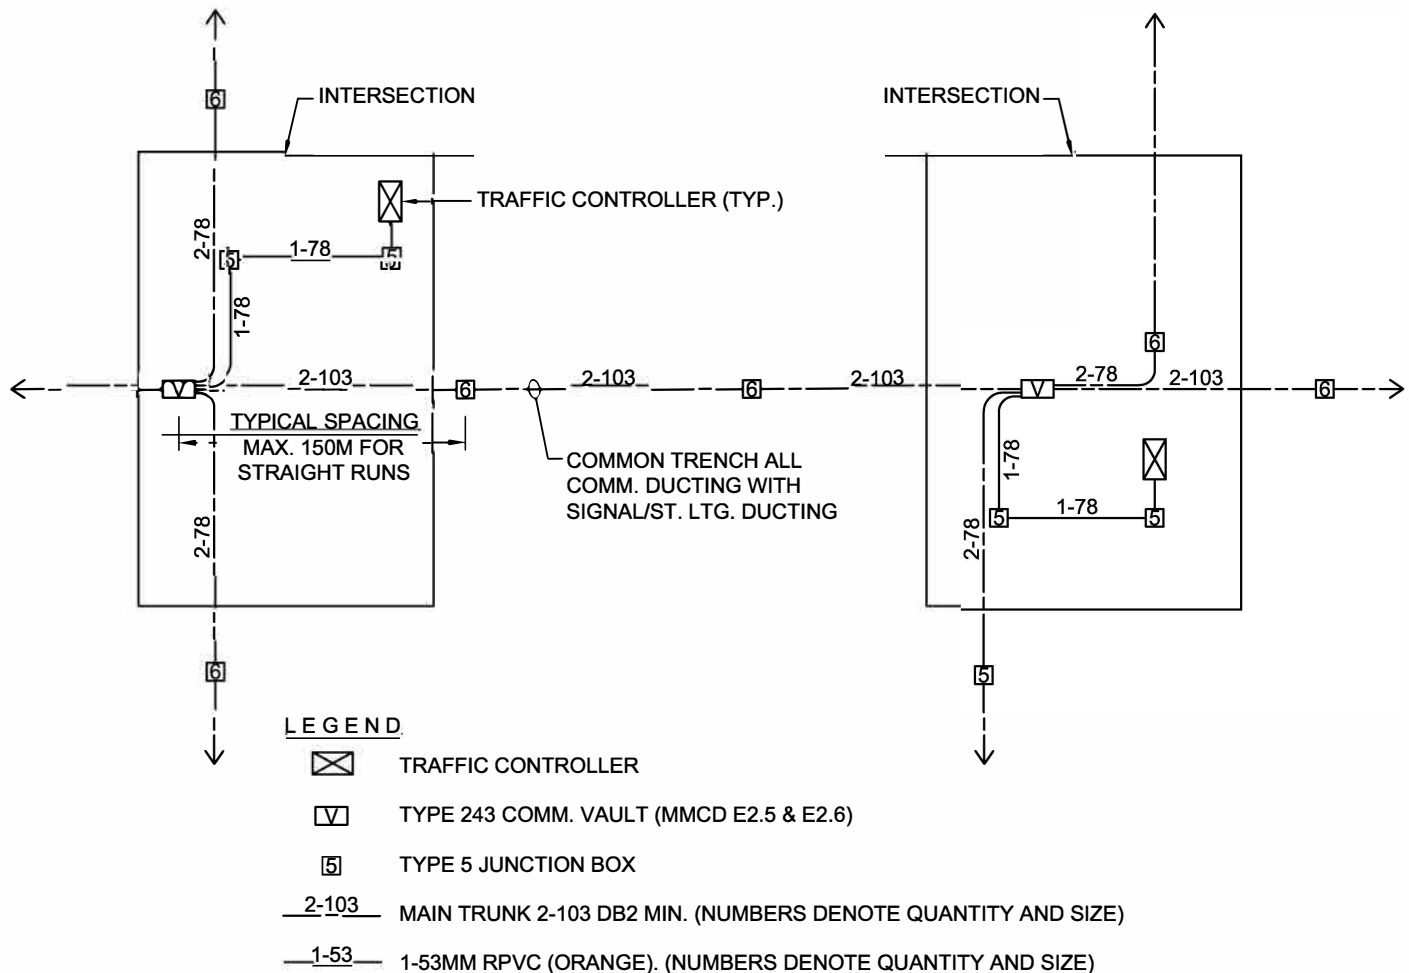 6
INTERSECTION
INTERSECTION
TRAFFIC CONTROLLER (TYP.)
2-78
5
1-78
5
1-78
6
V
2-103
6
2-103
6
2-103
V
2-78
2-103
6
TYPICAL SPACING
MAX. 150M FOR
STRAIGHT RUNS
COMMON TRENCH ALL
COMM. DUCTING WITH
SIGNAL/ST. LTG. DUCTING
1-78
5
1-78
5
2-78
2-78
6
5
LEGEND
TRAFFIC CONTROLLER
V
TYPE 243 COMM. VAULT (MMCD E2.5 & E2.6)
5
TYPE 5 JUNCTION BOX
2-103
MAIN TRUNK 2-103 DB2 MIN. (NUMBERS DENOTE QUANTITY AND SIZE)
1-53
1-53MM RPVC (ORANGE). (NUMBERS DENOTE QUANTITY AND SIZE)